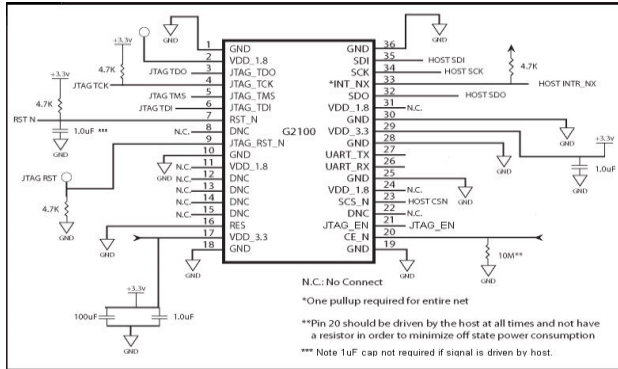 GND
1
GND
36
GND
GND
+3.3v
2
VDD_1.8
SDI
35
HOST SDI
4.7K
JTAG TDO
3
JTAG_TDO
SCK
34
HOST SCK
4.7K
+3.3v
JTAG TCK
4
JTAG_TCK
*INT_NX
33
HOST INTR_NX
JTAG TMS
5
JTAG_TMS
SDO
32
HOST SDO
4.7K
JTAG TDI
6
JTAG_TDI
VDD_1.8
31
N.C.
RST N
7
RST_N
GND
30
1.0uF ***
N.C.
8
DNC
G2100
VDD_3.3
29
GND
+3.3v
GND
9
JTAG_RST_N
GND
28
10
GND
UART_TX
27
GND
GND
N.C.
11
VDD_1.8
UART_RX
26
1.0uF
JTAG RST
N.C.
12
DNC
GND
25
N.C.
13
DNC
VDD_1.8
24
N.C.
GND
GND
N.C.
14
DNC
SCS_N
23
HOST CSN
4.7K
N.C.
15
DNC
DNC
22
N.C.
16
RES
JTAG_EN
21
JTAG_EN
GND
GND
17
VDD_3.3
CE_N
20
18
GND
GND
19
10M**
GND
GND
GND
+3.3v
100uF
1.0uF
GND
N.C.: No Connect
*One pullup required for entire net
**Pin 20 should be driven by the host at all times and not have
a resistor in order to minimize off state power consumption
*** Note 1uF cap not required if signal is driven by host.